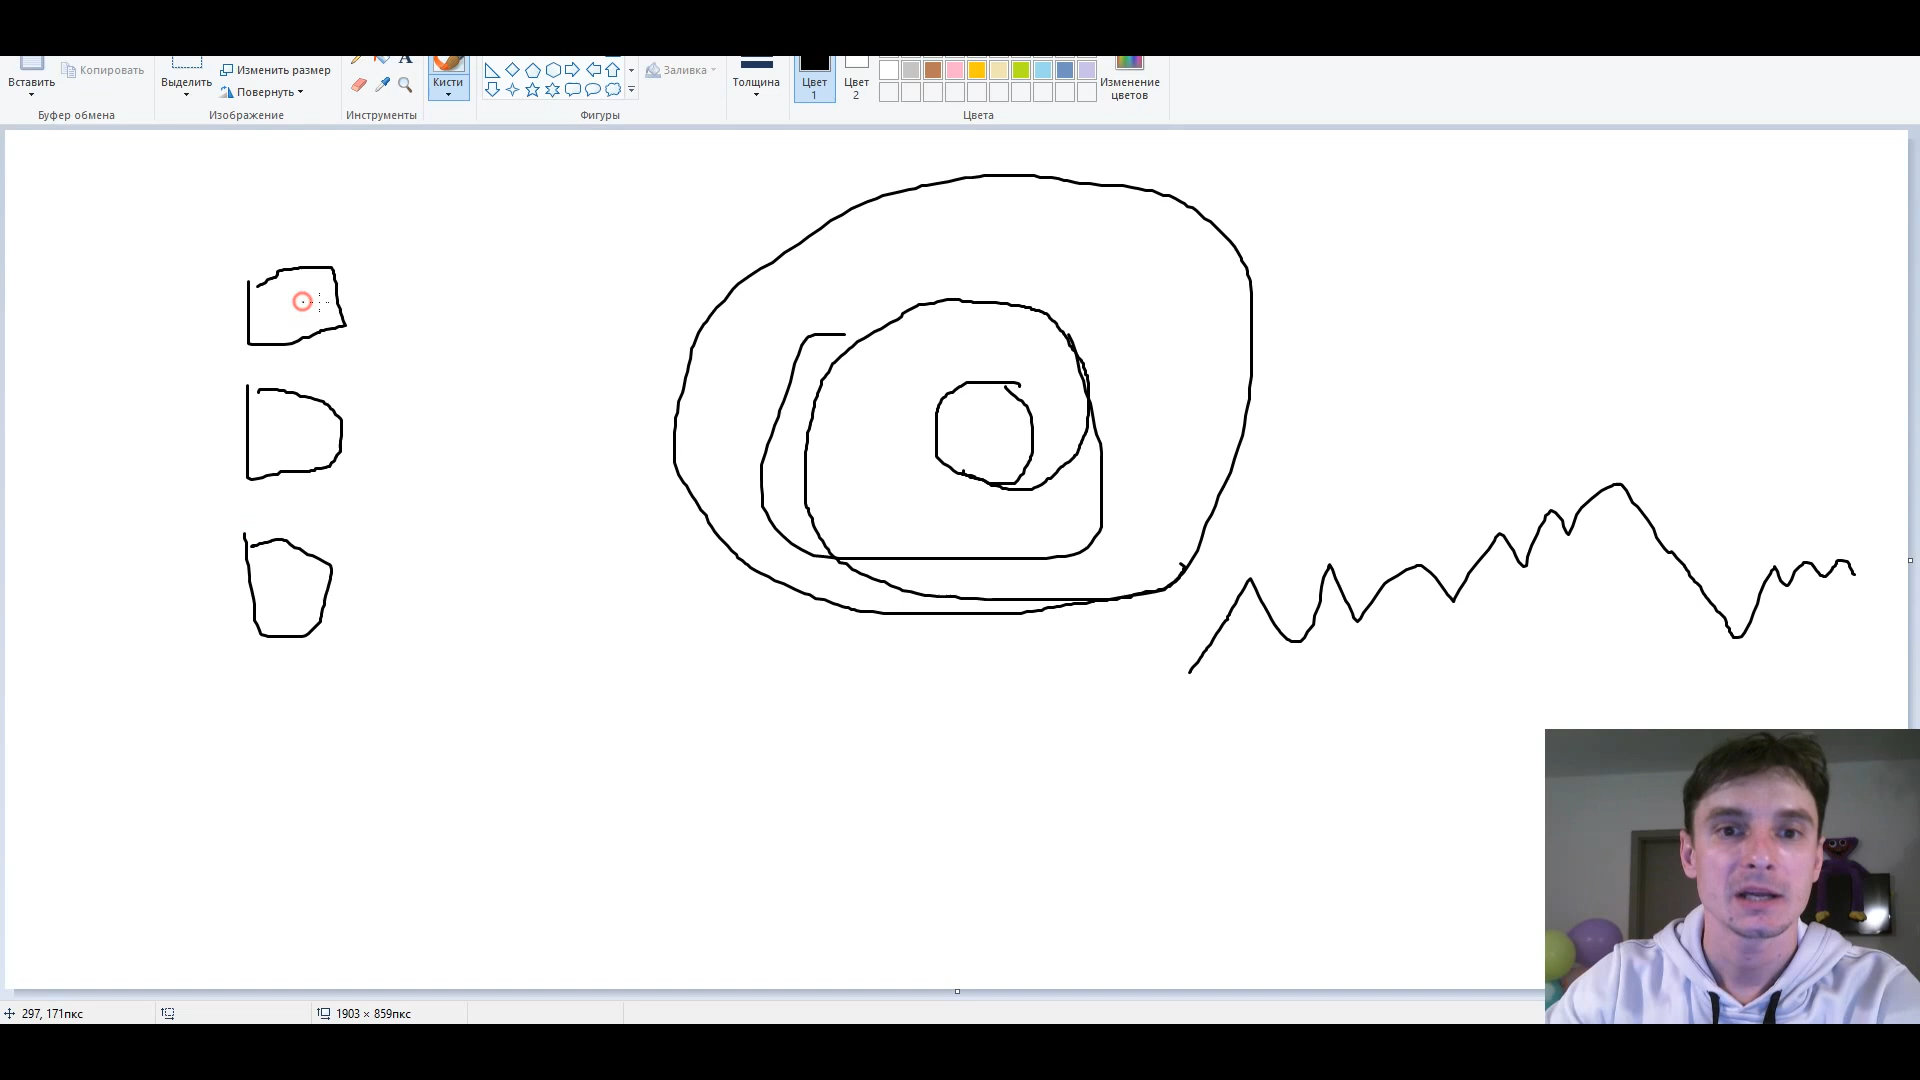 Вставить
Копировать
Выделить
Изменить размер
Повернуть
A
Кисти
Заливка
Толщина
Цвет 1
Цвет 2
Изменение цветов
Буфер обмена
Изображение
Инструменты
Фигуры
Цвета
297, 171пкс
1903 × 859пкс